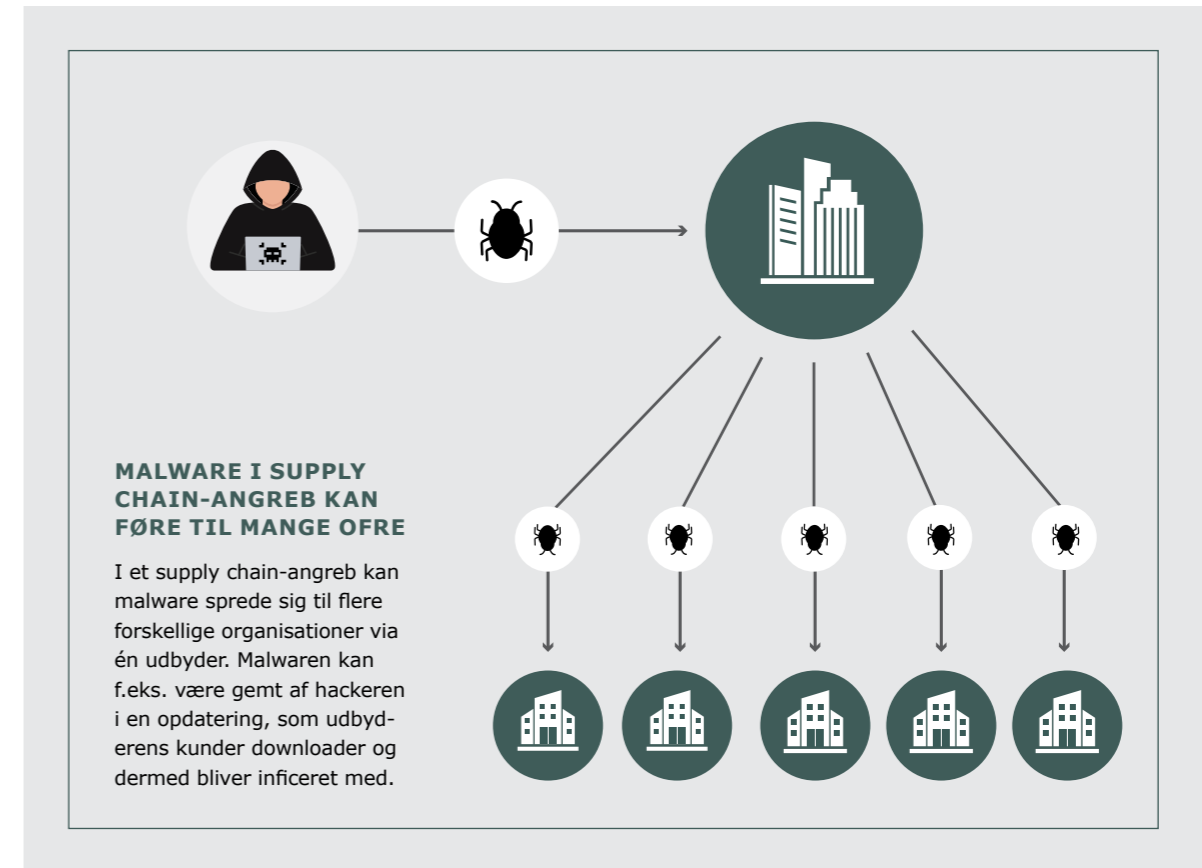 MALWARE I SUPPLY
CHAIN-ANGREB KAN
FØRE TIL MANGE OFRE
I et supply chain-angreb kan
malware sprede sig til flere
forskellige organisationer via
én udbyder. Malwaren kan
f.eks. være gemt af hackeren
i en opdatering, som udbyd-
erens kunder downloader og
dermed bliver inficeret med.